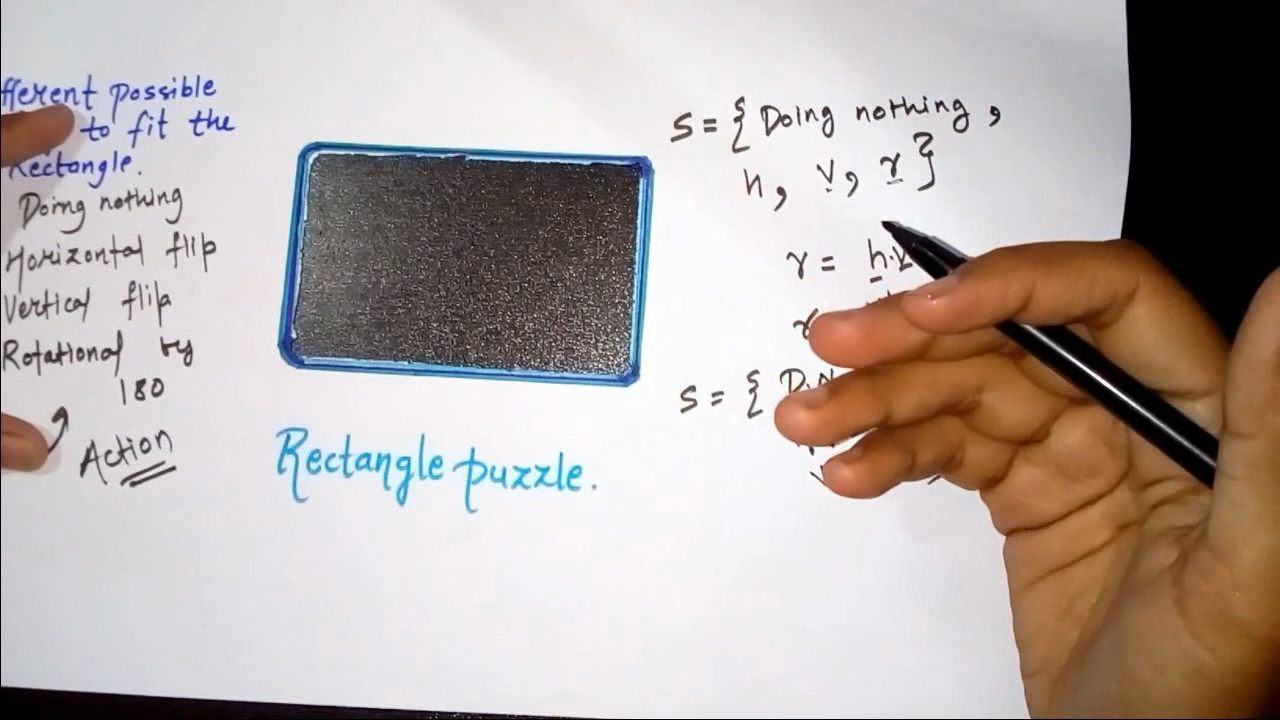 fferent possible
to fit the
Rectangle.
Doing nothing
Horizontal flip
Vertical flip
Rotational by
180
Action
Rectangle puzzle.
S = { Doing nothing ,
h, v, r }
r = h.v
r
S = {